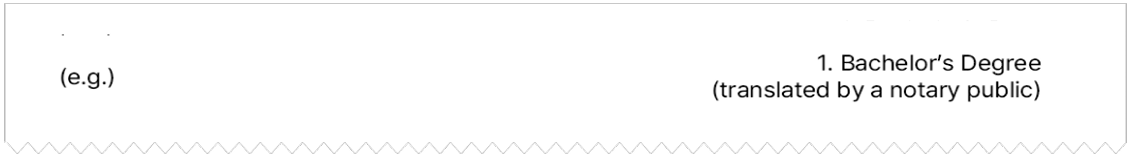 (e.g.)
1. Bachelor's Degree
(translated by a notary public)